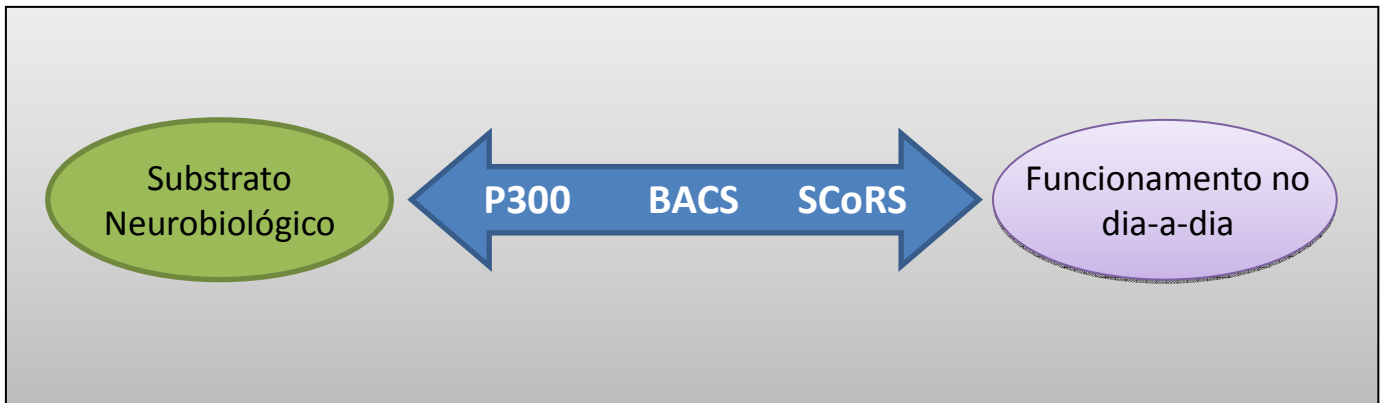 Substrato
Neurobiológico
P300 BACS SCoRS
Funcionamento no
dia-a-dia